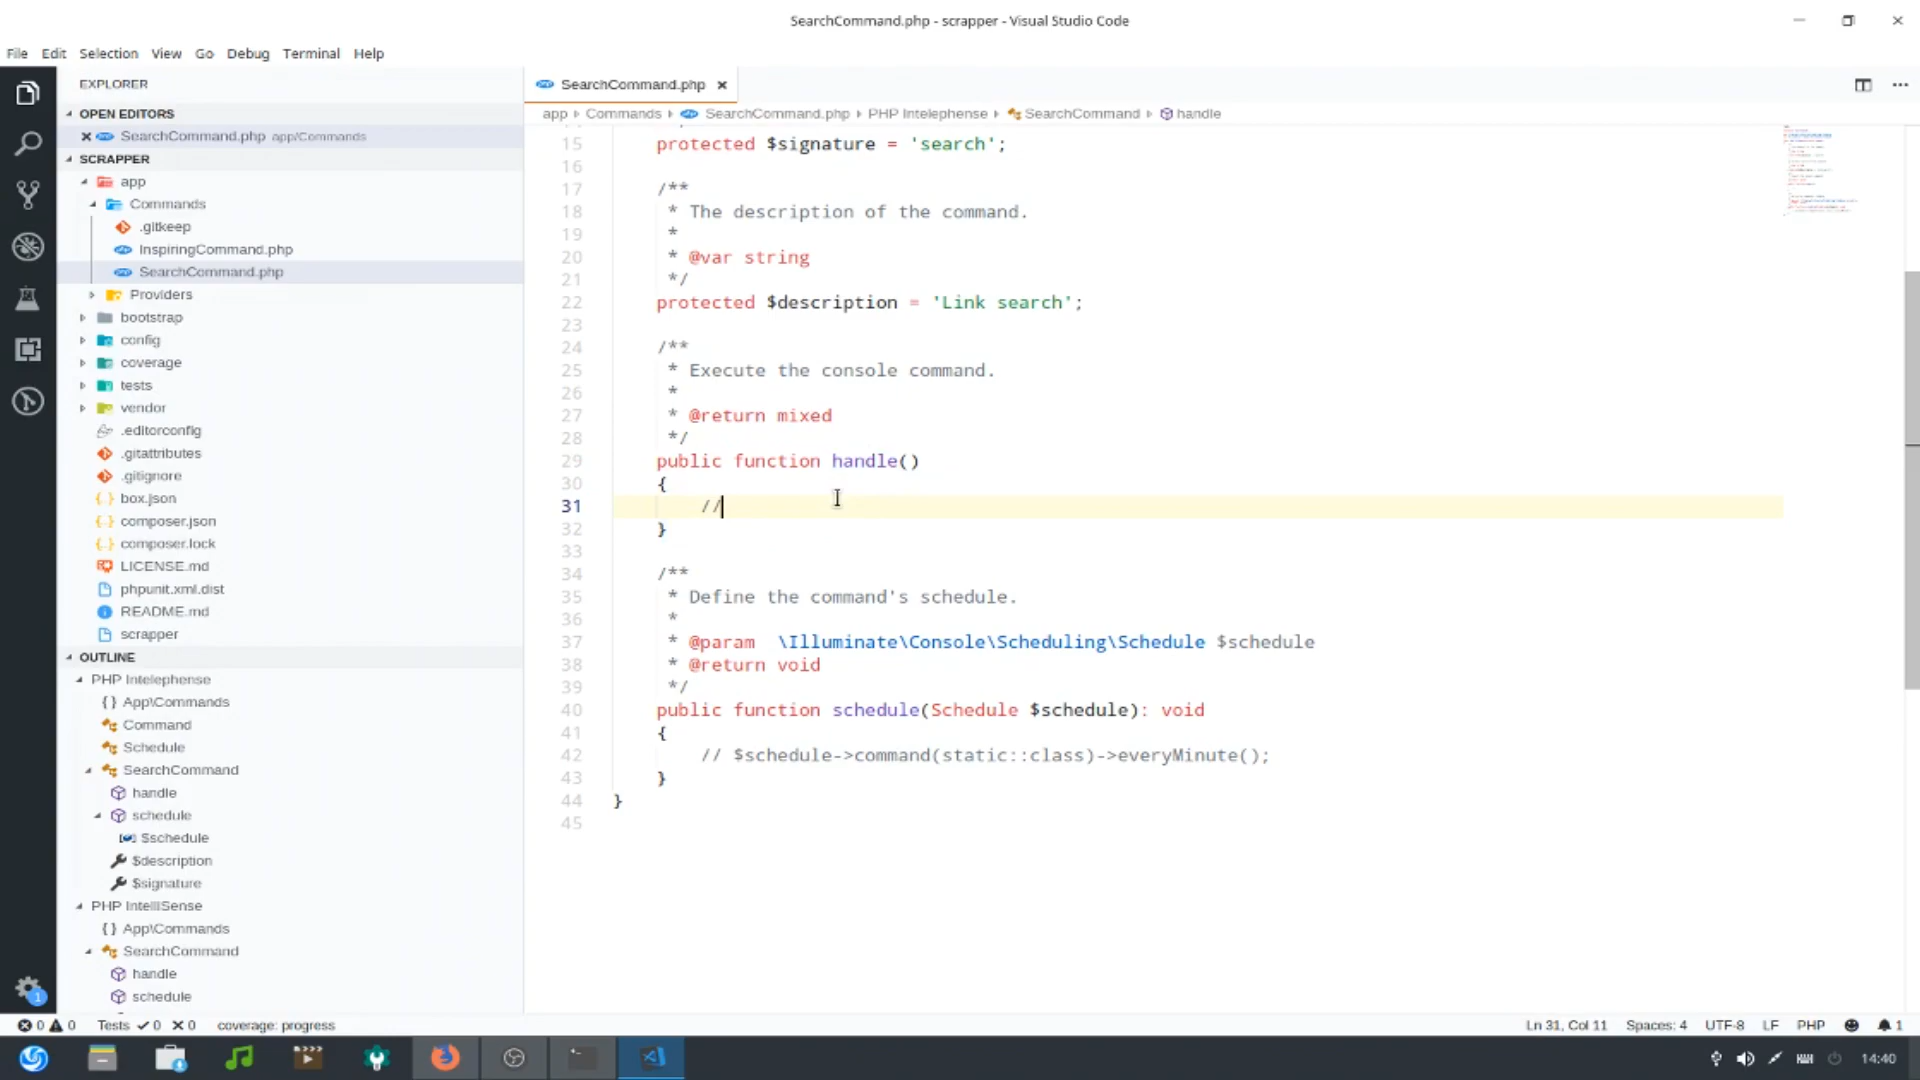 SearchCommand.php - scrapper - Visual Studio Code
File Edit Selection View Go Debug Terminal Help
EXPLORER
OPEN EDITORS
SearchCommand.php app/Commands
SCRAPPER
app
Commands
.gitkeep
InspiringCommand.php
SearchCommand.php
Providers
bootstrap
config
coverage
tests
vendor
.editorconfig
.gitattributes
.gitignore
box.json
composer.json
composer.lock
LICENSE.md
phpunit.xml.dist
README.md
scrapper
OUTLINE
PHP Intelephense
{ } App\Commands
Command
Schedule
SearchCommand
handle
schedule
$schedule
$description
$signature
PHP IntelliSense
{ } App\Commands
SearchCommand
handle
schedule
SearchCommand.php
app Commands SearchCommand.php PHP Intelephense SearchCommand handle
15 protected $signature = 'search';
16
17 /**
18 * The description of the command.
19 *
20 * @var string
21 */
22 protected $description = 'Link search';
23
24 /**
25 * Execute the console command.
26 *
27 * @return mixed
28 */
29 public function handle()
30 {
31 //
32 }
33
34 /**
35 * Define the command's schedule.
36 *
37 * @param  \Illuminate\Console\Scheduling\Schedule $schedule
38 * @return void
39 */
40 public function schedule(Schedule $schedule): void
41 {
42 // $schedule->command(static::class)->everyMinute();
43 }
44 }
45
1
0 0 Tests 0 0 coverage: progress
Ln 31, Col 11 Spaces: 4 UTF-8 LF PHP 1
14:40